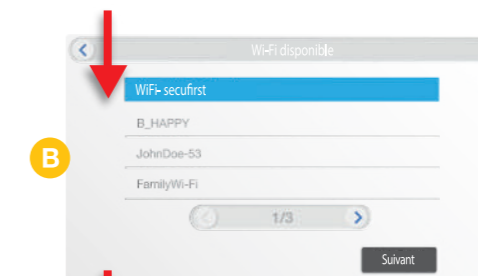 Wi-Fi disponible
WiFi-secufirst
B_HAPPY
B
JohnDoe-53
FamilyWi-Fi
1/3
Suivant